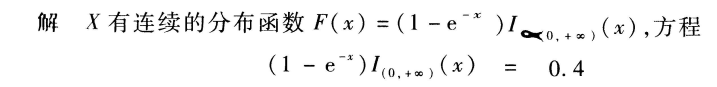 解 X 有连续的分布函数 F(x) = (1 − e^{−x})I_{(0,+∞)}(x),方程
(1 − e^{−x})I_{(0,+∞)}(x) = 0.4